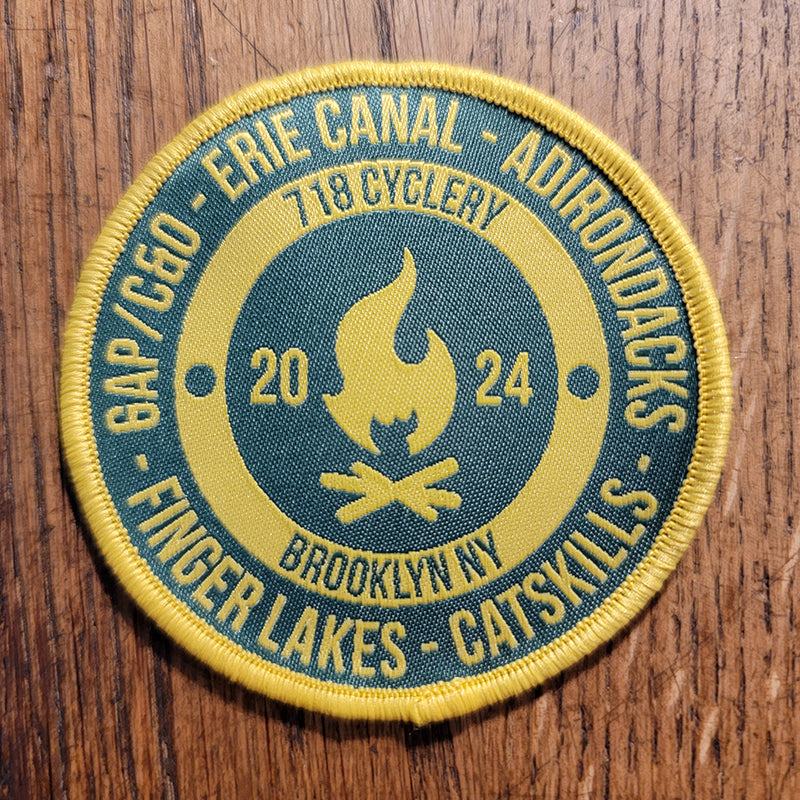 GAP/C&O - ERIE CANAL - ADIRONDACKS - CATSKILLS - FINGER LAKES -
718 CYCLERY
20 24
BROOKLYN NY